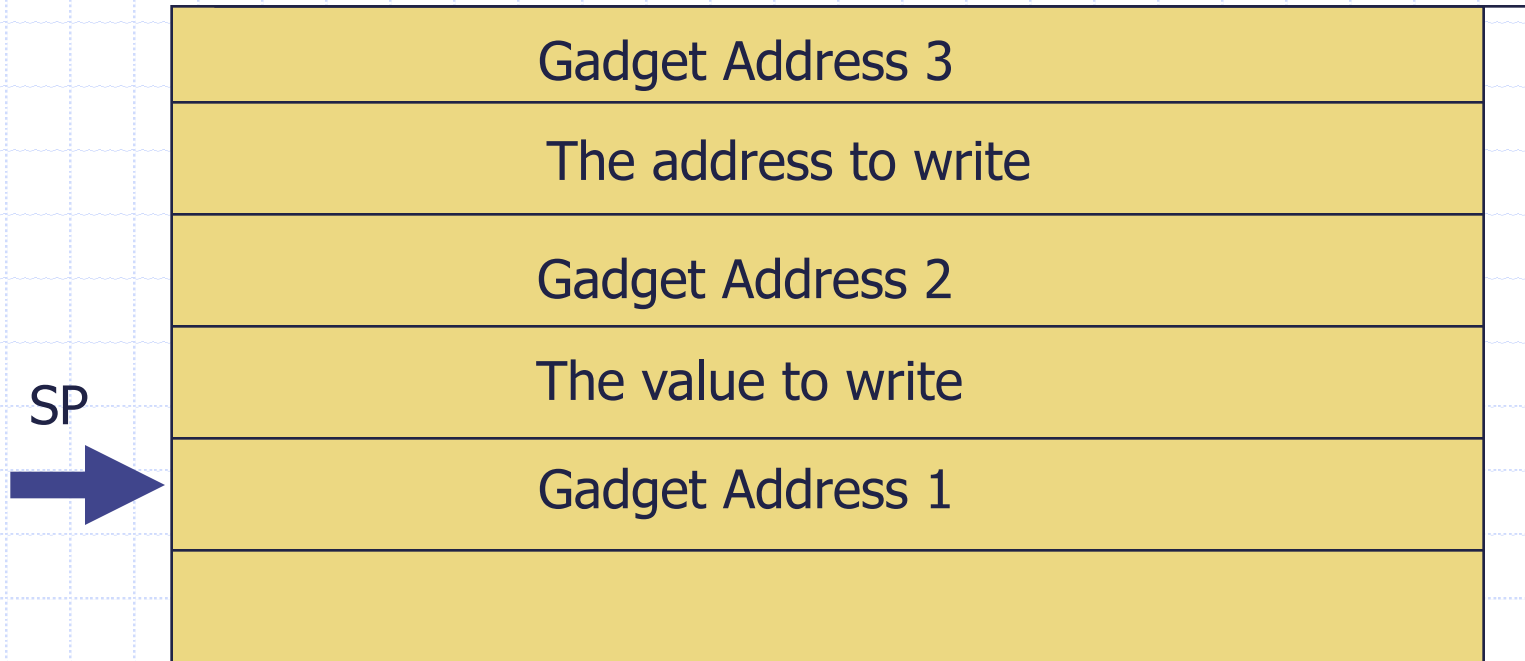 Gadget Address 3
The address to write
Gadget Address 2
The value to write
SP
Gadget Address 1